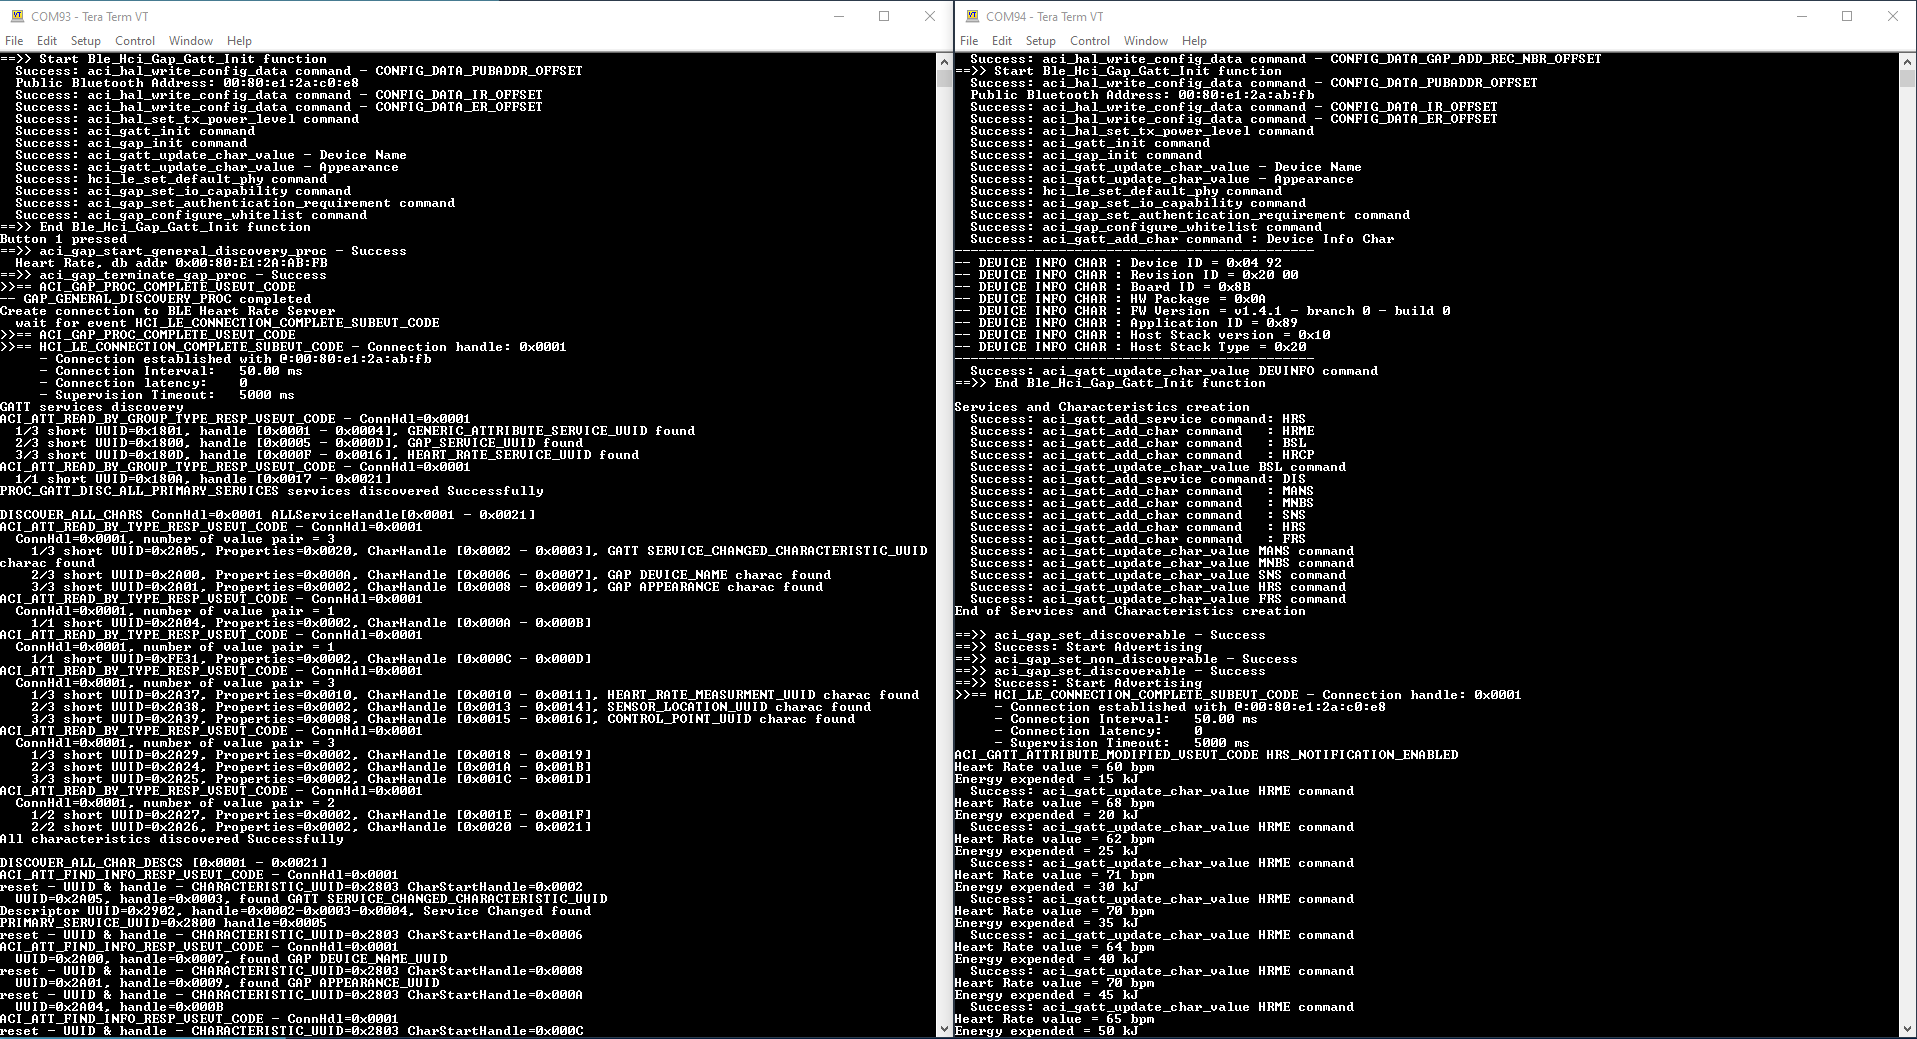 COM93 - Tera Term VT
File Edit Setup Control Window Help
==>> Start Ble_Hci_Gap_Gatt_Init function
  Success: aci_hal_write_config_data command - CONFIG_DATA_PUBADDR_OFFSET
  Public Bluetooth Address: 00:80:e1:2a:c0:e8
  Success: aci_hal_write_config_data command - CONFIG_DATA_IR_OFFSET
  Success: aci_hal_write_config_data command - CONFIG_DATA_ER_OFFSET
  Success: aci_hal_set_tx_power_level command
  Success: aci_gatt_init command
  Success: aci_gap_init command
  Success: aci_gatt_update_char_value - Device Name
  Success: aci_gatt_update_char_value - Appearance
  Success: hci_le_set_default_phy command
  Success: aci_gap_set_io_capability command
  Success: aci_gap_set_authentication_requirement command
  Success: aci_gap_configure_whitelist command
==>> End Ble_Hci_Gap_Gatt_Init function
Button 1 pressed
==>> aci_gap_start_general_discovery_proc - Success
  Heart Rate, db addr 0x00:80:E1:2A:AB:FB
==>> aci_gap_terminate_gap_proc - Success
>>== ACI_GAP_PROC_COMPLETE_VSEVT_CODE
-- GAP_GENERAL_DISCOVERY_PROC completed
Create connection to BLE Heart Rate Server
  wait for event HCI_LE_CONNECTION_COMPLETE_SUBEVT_CODE
>>== ACI_GAP_PROC_COMPLETE_VSEVT_CODE
>>== HCI_LE_CONNECTION_COMPLETE_SUBEVT_CODE - Connection handle: 0x0001
     - Connection established with @:00:80:e1:2a:ab:fb
     - Connection Interval:   50.00 ms
     - Connection latency:    0
     - Supervision Timeout:   5000 ms
GATT services discovery
ACI_ATT_READ_BY_GROUP_TYPE_RESP_VSEVT_CODE - ConnHdl=0x0001
  1/3 short UUID=0x1801, handle [0x0001 - 0x0004], GENERIC_ATTRIBUTE_SERVICE_UUID found
  2/3 short UUID=0x1800, handle [0x0005 - 0x000D], GAP_SERVICE_UUID found
  3/3 short UUID=0x180D, handle [0x000F - 0x0016], HEART_RATE_SERVICE_UUID found
ACI_ATT_READ_BY_GROUP_TYPE_RESP_VSEVT_CODE - ConnHdl=0x0001
  1/1 short UUID=0x180A, handle [0x0017 - 0x0021]
PROC_GATT_DISC_ALL_PRIMARY_SERVICES services discovered Successfully
DISCOVER_ALL_CHARS ConnHdl=0x0001 ALLServiceHandle[0x0001 - 0x0021]
ACI_ATT_READ_BY_TYPE_RESP_VSEVT_CODE - ConnHdl=0x0001
  ConnHdl=0x0001, number of value pair = 3
    1/3 short UUID=0x2A05, Properties=0x0020, CharHandle [0x0002 - 0x0003], GATT SERVICE_CHANGED_CHARACTERISTIC_UUID
charac found
    2/3 short UUID=0x2A00, Properties=0x000A, CharHandle [0x0006 - 0x0007], GAP DEVICE_NAME charac found
    3/3 short UUID=0x2A01, Properties=0x0002, CharHandle [0x0008 - 0x0009], GAP APPEARANCE charac found
ACI_ATT_READ_BY_TYPE_RESP_VSEVT_CODE - ConnHdl=0x0001
  ConnHdl=0x0001, number of value pair = 1
    1/1 short UUID=0x2A04, Properties=0x0002, CharHandle [0x000A - 0x000B]
ACI_ATT_READ_BY_TYPE_RESP_VSEVT_CODE - ConnHdl=0x0001
  ConnHdl=0x0001, number of value pair = 1
    1/1 short UUID=0xFE31, Properties=0x0002, CharHandle [0x000C - 0x000D]
ACI_ATT_READ_BY_TYPE_RESP_VSEVT_CODE - ConnHdl=0x0001
  ConnHdl=0x0001, number of value pair = 3
    1/3 short UUID=0x2A37, Properties=0x0010, CharHandle [0x0010 - 0x0011], HEART_RATE_MEASURMENT_UUID charac found
    2/3 short UUID=0x2A38, Properties=0x0002, CharHandle [0x0013 - 0x0014], SENSOR_LOCATION_UUID charac found
    3/3 short UUID=0x2A39, Properties=0x0008, CharHandle [0x0015 - 0x0016], CONTROL_POINT_UUID charac found
ACI_ATT_READ_BY_TYPE_RESP_VSEVT_CODE - ConnHdl=0x0001
  ConnHdl=0x0001, number of value pair = 3
    1/3 short UUID=0x2A29, Properties=0x0002, CharHandle [0x0018 - 0x0019]
    2/3 short UUID=0x2A24, Properties=0x0002, CharHandle [0x001A - 0x001B]
    3/3 short UUID=0x2A25, Properties=0x0002, CharHandle [0x001C - 0x001D]
ACI_ATT_READ_BY_TYPE_RESP_VSEVT_CODE - ConnHdl=0x0001
  ConnHdl=0x0001, number of value pair = 2
    1/2 short UUID=0x2A27, Properties=0x0002, CharHandle [0x001E - 0x001F]
    2/2 short UUID=0x2A26, Properties=0x0002, CharHandle [0x0020 - 0x0021]
All characteristics discovered Successfully
DISCOVER_ALL_CHAR_DESCS [0x0001 - 0x0021]
ACI_ATT_FIND_INFO_RESP_VSEVT_CODE - ConnHdl=0x0001
reset - UUID & handle - CHARACTERISTIC_UUID=0x2803 CharStartHandle=0x0002
  UUID=0x2A05, handle=0x0003, found GATT SERVICE_CHANGED_CHARACTERISTIC_UUID
Descriptor UUID=0x2902, handle=0x0002-0x0003-0x0004, Service Changed found
PRIMARY_SERVICE_UUID=0x2800 handle=0x0005
reset - UUID & handle - CHARACTERISTIC_UUID=0x2803 CharStartHandle=0x0006
ACI_ATT_FIND_INFO_RESP_VSEVT_CODE - ConnHdl=0x0001
  UUID=0x2A00, handle=0x0007, found GAP DEVICE_NAME_UUID
reset - UUID & handle - CHARACTERISTIC_UUID=0x2803 CharStartHandle=0x0008
  UUID=0x2A01, handle=0x0009, found GAP APPEARANCE_UUID
reset - UUID & handle - CHARACTERISTIC_UUID=0x2803 CharStartHandle=0x000A
  UUID=0x2A04, handle=0x000B
ACI_ATT_FIND_INFO_RESP_VSEVT_CODE - ConnHdl=0x0001
reset - UUID & handle - CHARACTERISTIC_UUID=0x2803 CharStartHandle=0x000C
COM94 - Tera Term VT
File Edit Setup Control Window Help
  Success: aci_hal_write_config_data command - CONFIG_DATA_GAP_ADD_REC_NBR_OFFSET
==>> Start Ble_Hci_Gap_Gatt_Init function
  Success: aci_hal_write_config_data command - CONFIG_DATA_PUBADDR_OFFSET
  Public Bluetooth Address: 00:80:e1:2a:ab:fb
  Success: aci_hal_write_config_data command - CONFIG_DATA_IR_OFFSET
  Success: aci_hal_write_config_data command - CONFIG_DATA_ER_OFFSET
  Success: aci_hal_set_tx_power_level command
  Success: aci_gatt_init command
  Success: aci_gap_init command
  Success: aci_gatt_update_char_value - Device Name
  Success: aci_gatt_update_char_value - Appearance
  Success: hci_le_set_default_phy command
  Success: aci_gap_set_io_capability command
  Success: aci_gap_set_authentication_requirement command
  Success: aci_gap_configure_whitelist command
  Success: aci_gatt_add_char command : Device Info Char
---------------------------------------------
-- DEVICE INFO CHAR : Device ID = 0x04 92
-- DEVICE INFO CHAR : Revision ID = 0x20 00
-- DEVICE INFO CHAR : Board ID = 0x8B
-- DEVICE INFO CHAR : HW Package = 0x0A
-- DEVICE INFO CHAR : FW Version = v1.4.1 - branch 0 - build 0
-- DEVICE INFO CHAR : Application ID = 0x89
-- DEVICE INFO CHAR : Host Stack version = 0x10
-- DEVICE INFO CHAR : Host Stack Type = 0x20
---------------------------------------------
  Success: aci_gatt_update_char_value DEVINFO command
==>> End Ble_Hci_Gap_Gatt_Init function
Services and Characteristics creation
  Success: aci_gatt_add_service command: HRS
  Success: aci_gatt_add_char command   : HRME
  Success: aci_gatt_add_char command   : BSL
  Success: aci_gatt_add_char command   : HRCP
  Success: aci_gatt_update_char_value BSL command
  Success: aci_gatt_add_service command: DIS
  Success: aci_gatt_add_char command   : MANS
  Success: aci_gatt_add_char command   : MNBS
  Success: aci_gatt_add_char command   : SNS
  Success: aci_gatt_add_char command   : HRS
  Success: aci_gatt_add_char command   : FRS
  Success: aci_gatt_update_char_value MANS command
  Success: aci_gatt_update_char_value MNBS command
  Success: aci_gatt_update_char_value SNS command
  Success: aci_gatt_update_char_value HRS command
  Success: aci_gatt_update_char_value FRS command
End of Services and Characteristics creation
==>> aci_gap_set_discoverable - Success
==>> Success: Start Advertising
==>> aci_gap_set_non_discoverable - Success
==>> aci_gap_set_discoverable - Success
==>> Success: Start Advertising
>>== HCI_LE_CONNECTION_COMPLETE_SUBEVT_CODE - Connection handle: 0x0001
     - Connection established with @:00:80:e1:2a:c0:e8
     - Connection Interval:   50.00 ms
     - Connection latency:    0
     - Supervision Timeout:   5000 ms
ACI_GATT_ATTRIBUTE_MODIFIED_VSEVT_CODE HRS_NOTIFICATION_ENABLED
Heart Rate value = 60 bpm
Energy expended = 15 kJ
  Success: aci_gatt_update_char_value HRME command
Heart Rate value = 68 bpm
Energy expended = 20 kJ
  Success: aci_gatt_update_char_value HRME command
Heart Rate value = 62 bpm
Energy expended = 25 kJ
  Success: aci_gatt_update_char_value HRME command
Heart Rate value = 71 bpm
Energy expended = 30 kJ
  Success: aci_gatt_update_char_value HRME command
Heart Rate value = 70 bpm
Energy expended = 35 kJ
  Success: aci_gatt_update_char_value HRME command
Heart Rate value = 64 bpm
Energy expended = 40 kJ
  Success: aci_gatt_update_char_value HRME command
Heart Rate value = 70 bpm
Energy expended = 45 kJ
  Success: aci_gatt_update_char_value HRME command
Heart Rate value = 65 bpm
Energy expended = 50 kJ